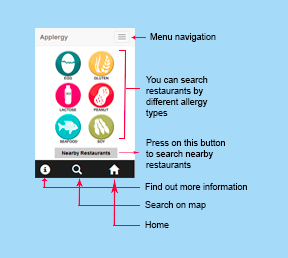 Applergy
Menu navigation
EGG
GLUTEN
You can search
restaurants by
different allergy
types
LACTOSE
PEANUT
SEAFOOD
SOY
Press on this button
to search nearby
restaurants
Nearby Restaurants
Find out more information
Search on map
Home